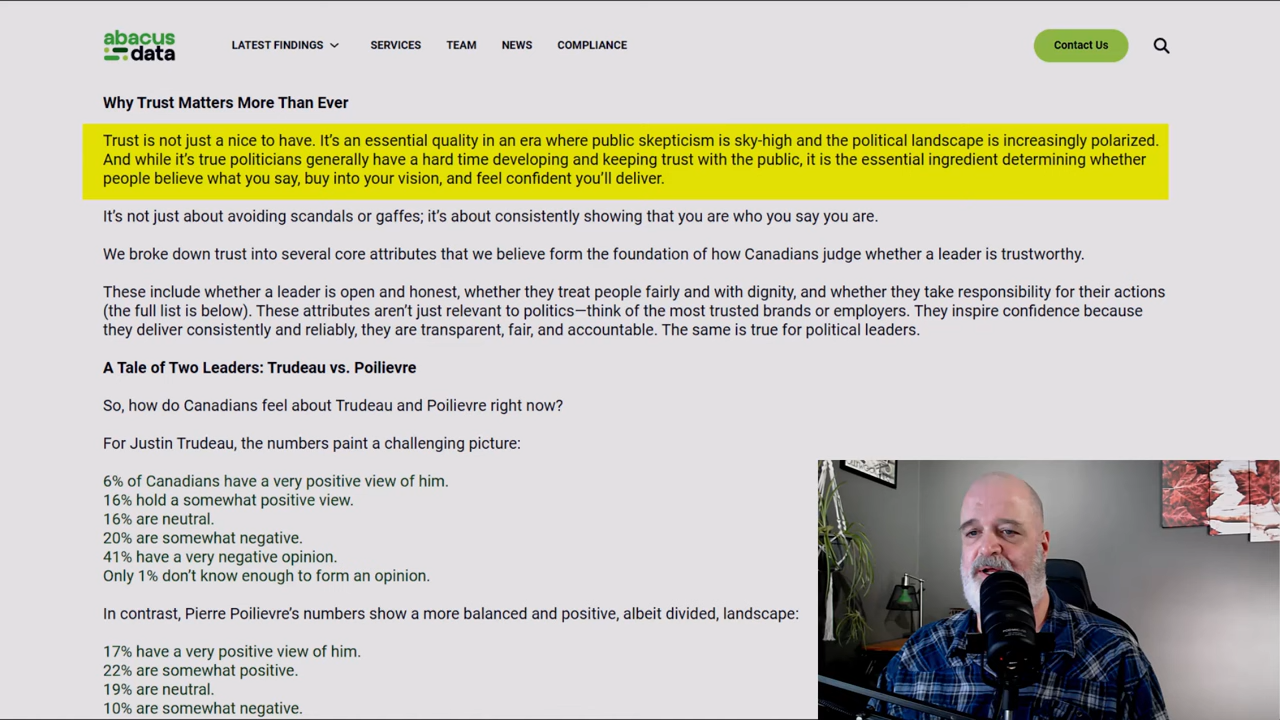 abacus
data
LATEST FINDINGS
SERVICES
TEAM
NEWS
COMPLIANCE
Contact Us
Why Trust Matters More Than Ever
Trust is not just a nice to have. It’s an essential quality in an era where public skepticism is sky-high and the political landscape is increasingly polarized.
And while it’s true politicians generally have a hard time developing and keeping trust with the public, it is the essential ingredient determining whether
people believe what you say, buy into your vision, and feel confident you’ll deliver.
It’s not just about avoiding scandals or gaffes; it’s about consistently showing that you are who you say you are.
We broke down trust into several core attributes that we believe form the foundation of how Canadians judge whether a leader is trustworthy.
These include whether a leader is open and honest, whether they treat people fairly and with dignity, and whether they take responsibility for their actions
(the full list is below). These attributes aren’t just relevant to politics—think of the most trusted brands or employers. They inspire confidence because
they deliver consistently and reliably, they are transparent, fair, and accountable. The same is true for political leaders.
A Tale of Two Leaders: Trudeau vs. Poilievre
So, how do Canadians feel about Trudeau and Poilievre right now?
For Justin Trudeau, the numbers paint a challenging picture:
6% of Canadians have a very positive view of him.
16% hold a somewhat positive view.
16% are neutral.
20% are somewhat negative.
41% have a very negative opinion.
Only 1% don’t know enough to form an opinion.
In contrast, Pierre Poilievre’s numbers show a more balanced and positive, albeit divided, landscape:
17% have a very positive view of him.
22% are somewhat positive.
19% are neutral.
10% are somewhat negative.